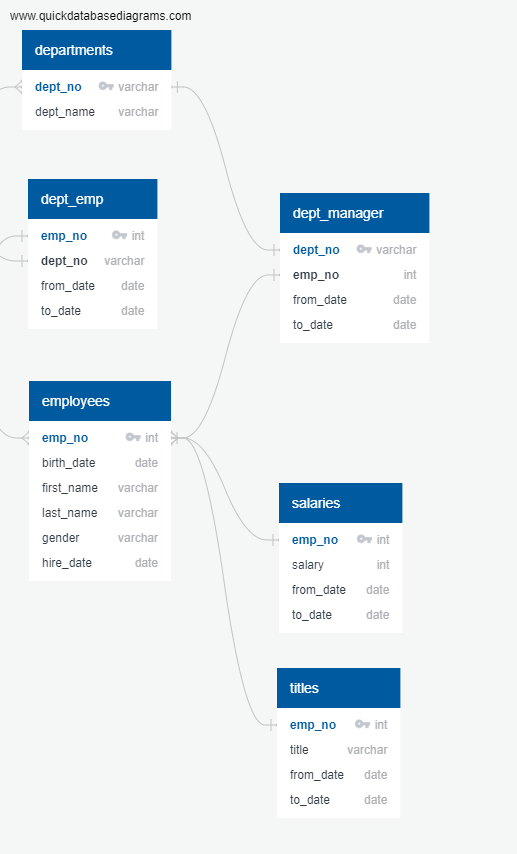 www.quickdatabasediagrams.com
departments
dept_no varchar
dept_name varchar
dept_emp
emp_no int
dept_no varchar
from_date date
to_date date
dept_manager
dept_no varchar
emp_no int
from_date date
to_date date
employees
emp_no int
birth_date date
first_name varchar
last_name varchar
gender varchar
hire_date date
salaries
emp_no int
salary int
from_date date
to_date date
titles
emp_no int
title varchar
from_date date
to_date date